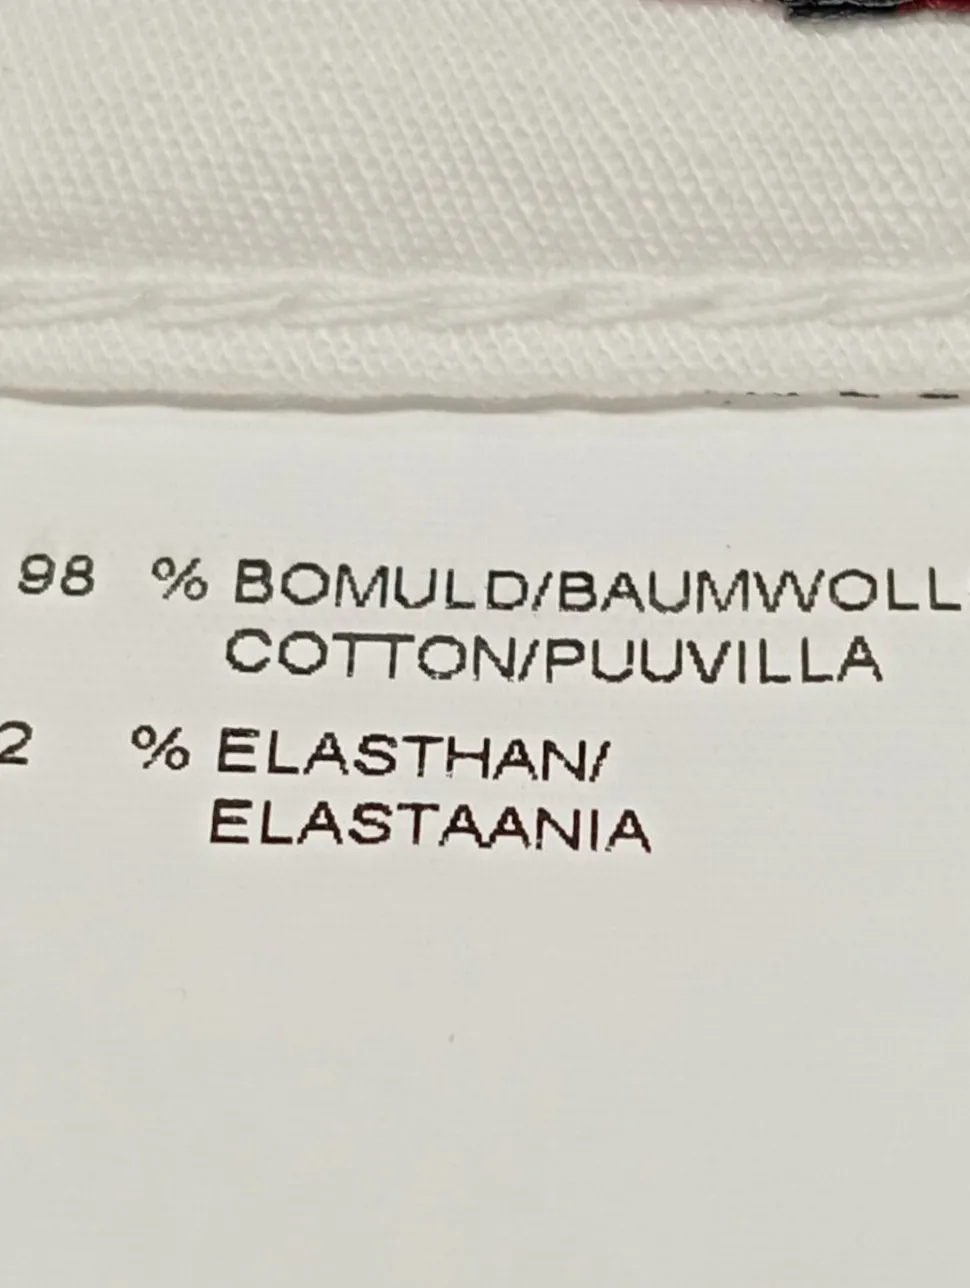 98 % BOMULD/BAUMWOLL
COTTON/PUUVILLA
2 % ELASTHAN/
ELASTAANIA